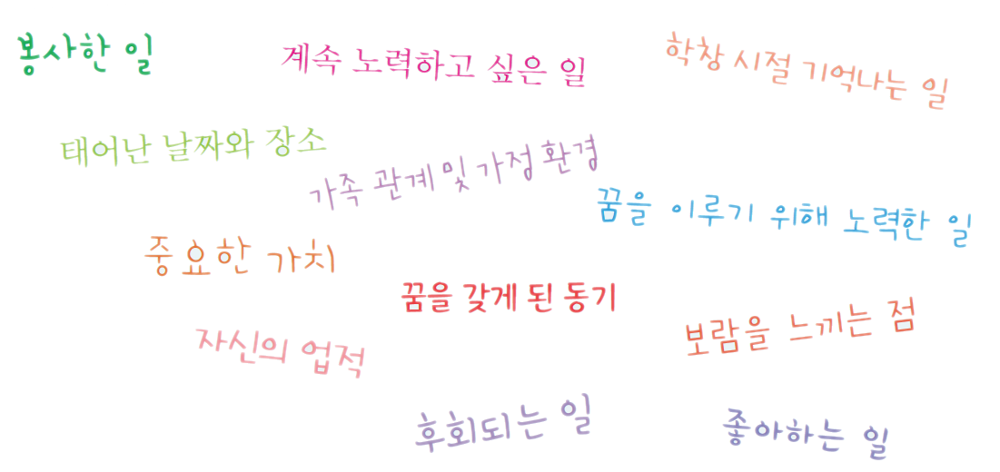 봉사한 일
계속 노력하고 싶은 일
학창 시절 기억나는 일
태어난 날짜와 장소
가족 관계 및 가정 환경
꿈을 이루기 위해 노력한 일
중요한 가치
꿈을 갖게 된 동기
자신의 업적
보람을 느끼는 점
후회되는 일
좋아하는 일